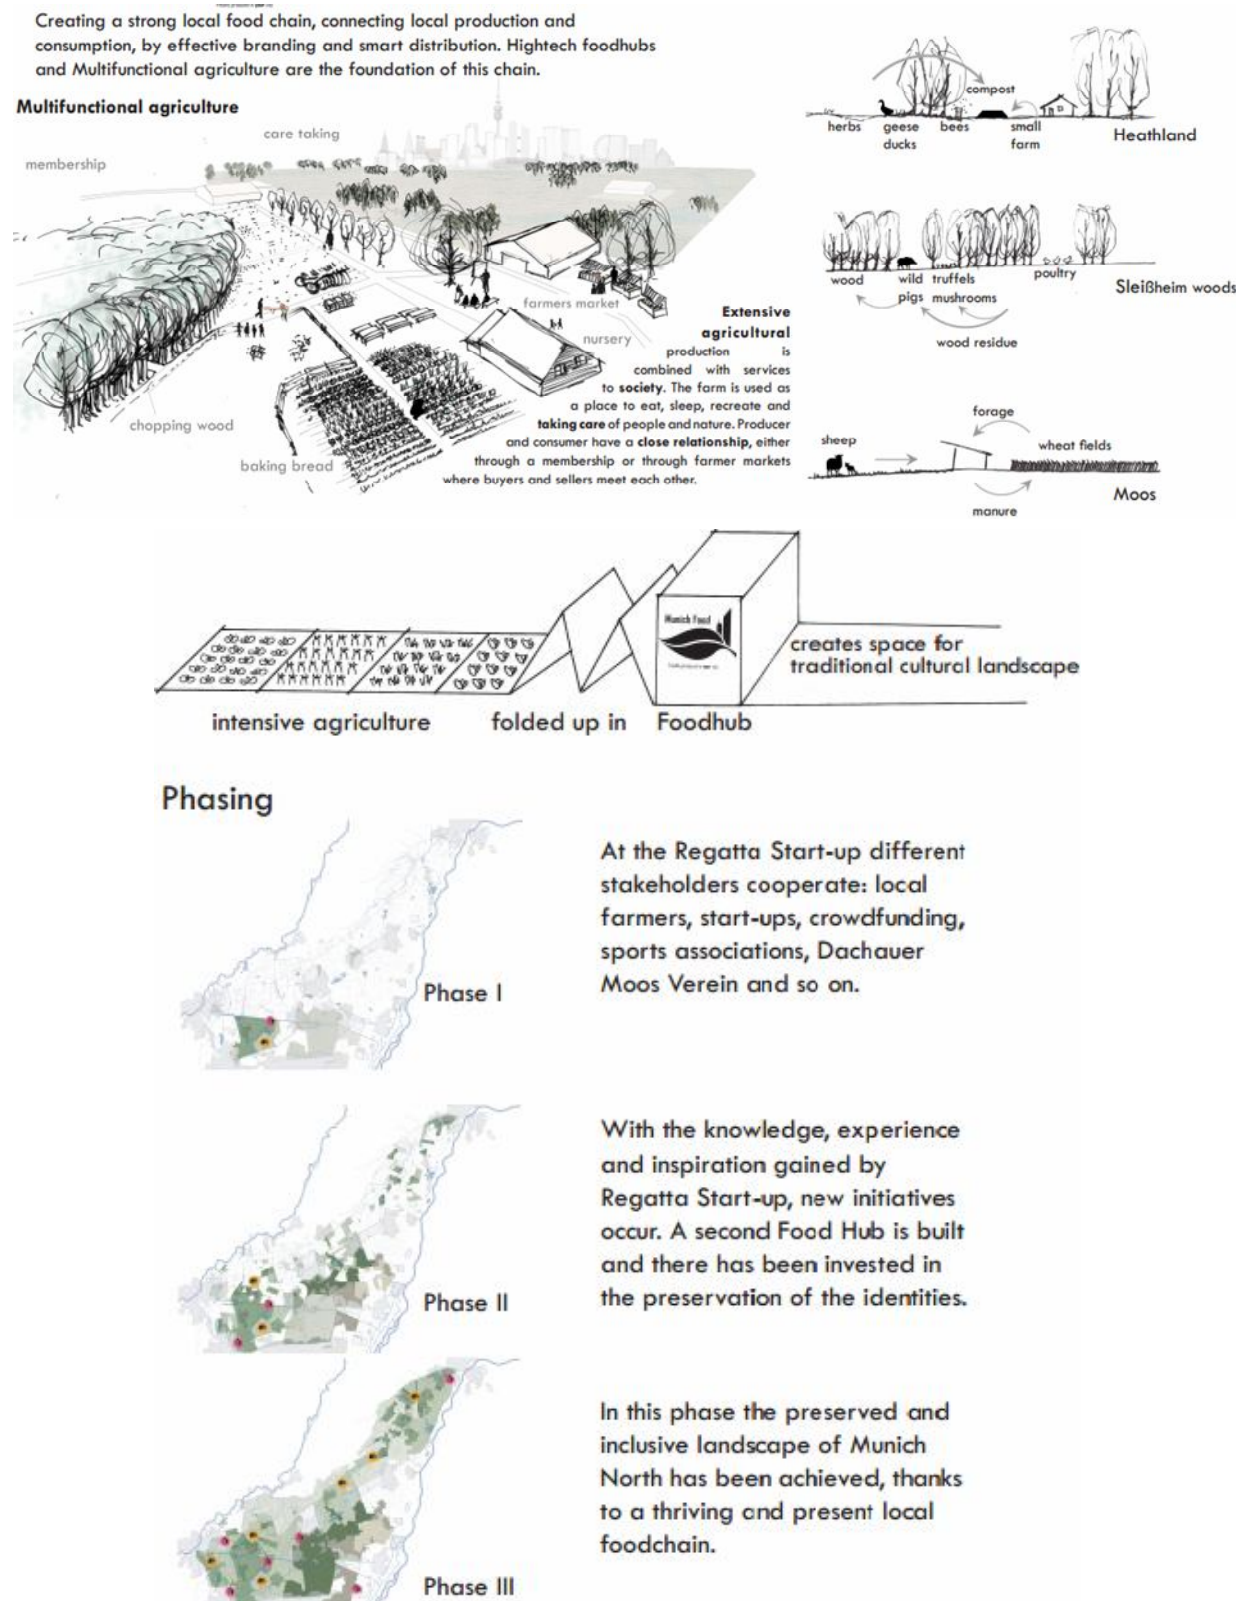 Creating a strong local food chain, connecting local production and
consumption, by effective branding and smart distribution. Hightech foodhubs
and Multifunctional agriculture are the foundation of this chain.
Multifunctional agriculture
care taking
membership
farmers market
nursery
chopping wood
baking bread
Extensive
agricultural
production is
combined with services
to society. The farm is used as
a place to eat, sleep, recreate and
taking care of people and nature. Producer
and consumer have a close relationship, either
through a membership or through farmer markets
where buyers and sellers meet each other.
compost
herbs geese bees small
ducks farm
Heathland
wood wild truffels poultry
pigs mushrooms
Sleißheim woods
wood residue
forage
sheep
wheat fields
Moos
manure
Munich Food
creates space for
traditional cultural landscape
intensive agriculture folded up in Foodhub
Phasing
At the Regatta Start-up different
stakeholders cooperate: local
farmers, start-ups, crowdfunding,
sports associations, Dachauer
Moos Verein and so on.
Phase I
With the knowledge, experience
and inspiration gained by
Regatta Start-up, new initiatives
occur. A second Food Hub is built
and there has been invested in
the preservation of the identities.
Phase II
In this phase the preserved and
inclusive landscape of Munich
North has been achieved, thanks
to a thriving and present local
foodchain.
Phase III